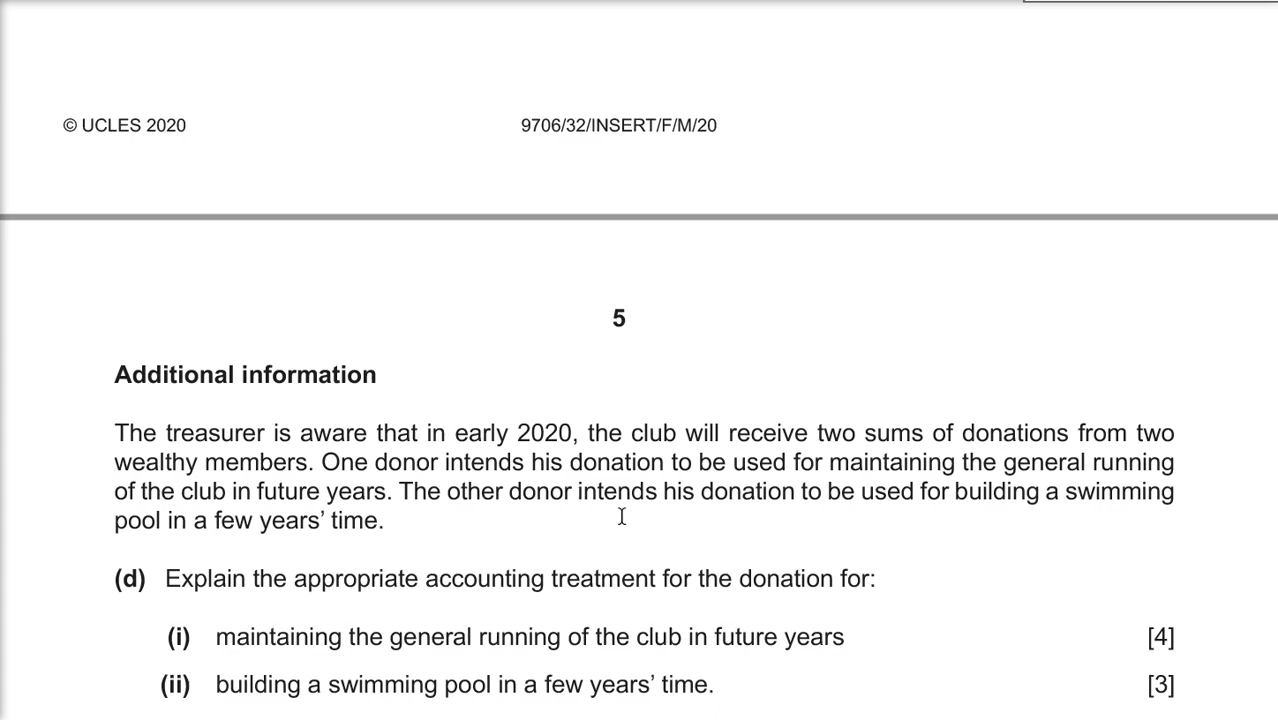 © UCLES 2020 9706/32/INSERT/F/M/20
5
Additional information
The treasurer is aware that in early 2020, the club will receive two sums of donations from two
wealthy members. One donor intends his donation to be used for maintaining the general running
of the club in future years. The other donor intends his donation to be used for building a swimming
pool in a few years’ time.
(d) Explain the appropriate accounting treatment for the donation for:
(i) maintaining the general running of the club in future years [4]
(ii) building a swimming pool in a few years’ time. [3]